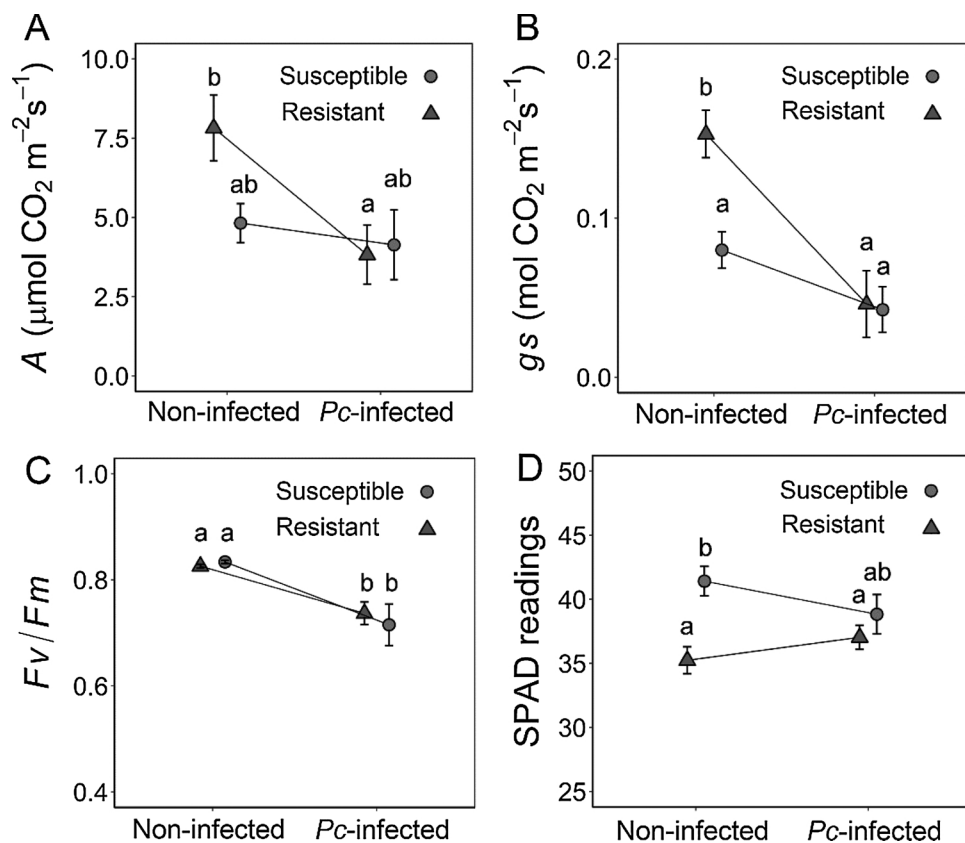 A
A (μmol CO₂ m⁻²s⁻¹)
10.0
7.5
5.0
2.5
0.0
Susceptible
Resistant
b
ab
a
ab
Non-infected
Pc-infected
B
gs (mol CO₂ m⁻²s⁻¹)
0.2
0.1
0.0
Susceptible
Resistant
b
a
a
a
Non-infected
Pc-infected
C
Fv/Fm
1.0
0.8
0.6
0.4
Susceptible
Resistant
a a
b b
Non-infected
Pc-infected
D
SPAD readings
50
45
40
35
30
25
Susceptible
Resistant
b
a
a
ab
Non-infected
Pc-infected